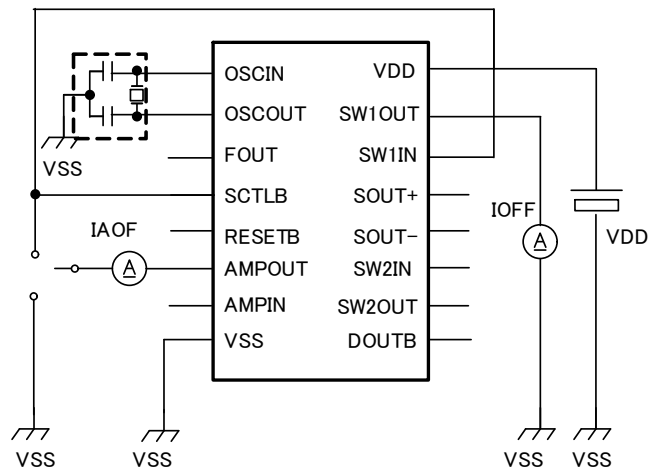 OSCIN
OSCOUT
FOUT
SCTLB
RESETB
AMPOUT
AMPIN
VSS
VDD
SW1OUT
SW1IN
SOUT+
SOUT−
SW2IN
SW2OUT
DOUTB
VSS
IAOF
A
IOFF
A
VDD
VSS
VSS
VSS
VSS